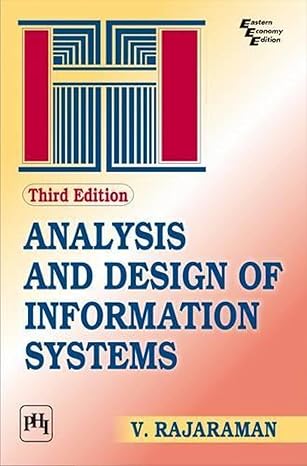 Eastern
Economy
Edition
Third Edition
ANALYSIS
AND DESIGN OF
INFORMATION
SYSTEMS
PHI
V. RAJARAMAN